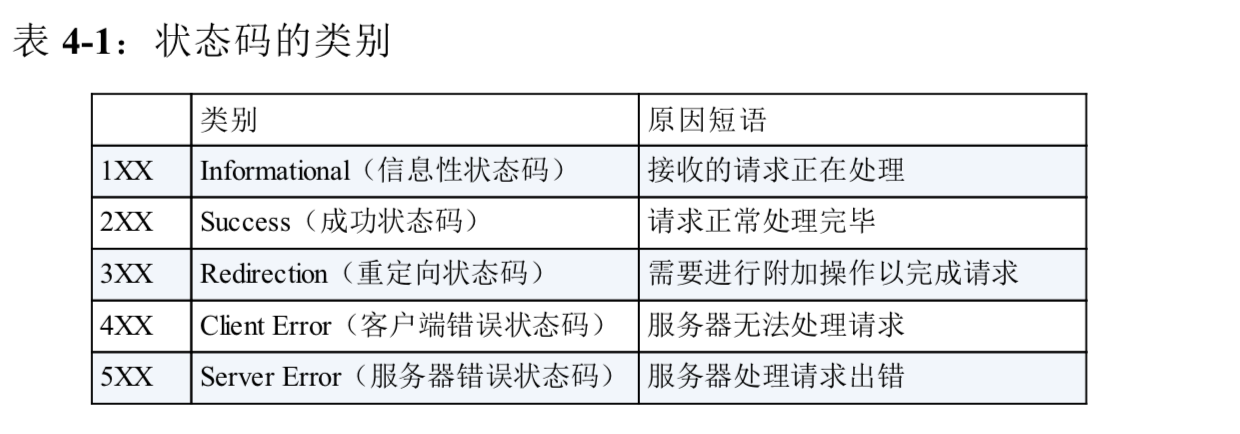 表 4-1：状态码的类别
类别 原因短语
1XX Informational（信息性状态码） 接收的请求正在处理
2XX Success（成功状态码） 请求正常处理完毕
3XX Redirection（重定向状态码） 需要进行附加操作以完成请求
4XX Client Error（客户端错误状态码） 服务器无法处理请求
5XX Server Error（服务器错误状态码） 服务器处理请求出错